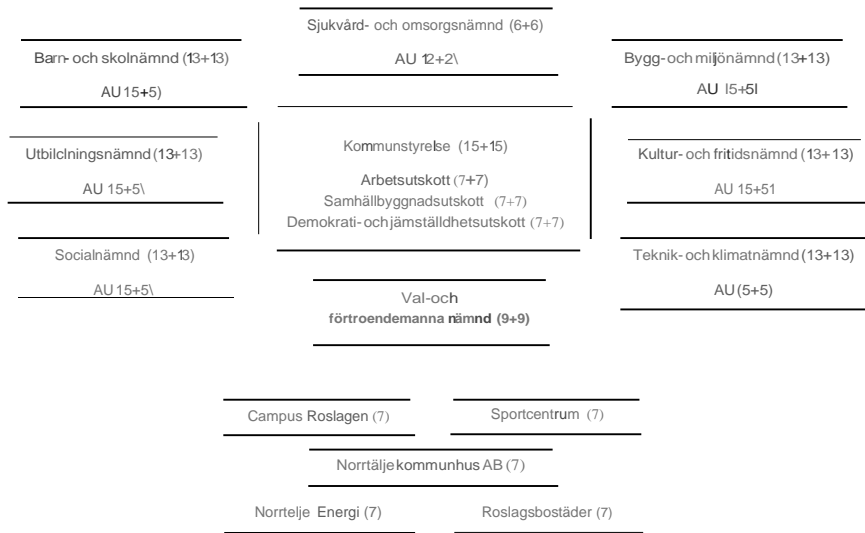 Sjukvård- och omsorgsnämnd (6+6)
AU 12+2\
Barn- och skolnämnd (13+13)
AU 15+5)
Bygg- och miljönämnd (13+13)
AU I5+5I
Utbilclningsnämnd (13+13)
AU 15+5\
Kommunstyrelse (15+15)
Arbetsutskott (7+7)
Samhällbyggnadsutskott (7+7)
Demokrati- och jämställdhetsutskott (7+7)
Kultur- och fritidsnämnd (13+13)
AU 15+51
Socialnämnd (13+13)
AU 15+5\
Teknik- och klimatnämnd (13+13)
AU (5+5)
Val- och
förtroendemanna nämnd (9+9)
Campus Roslagen (7)
Sportcentrum (7)
Norrtälje kommunhus AB (7)
Norrtelje Energi (7)
Roslagsbostäder (7)